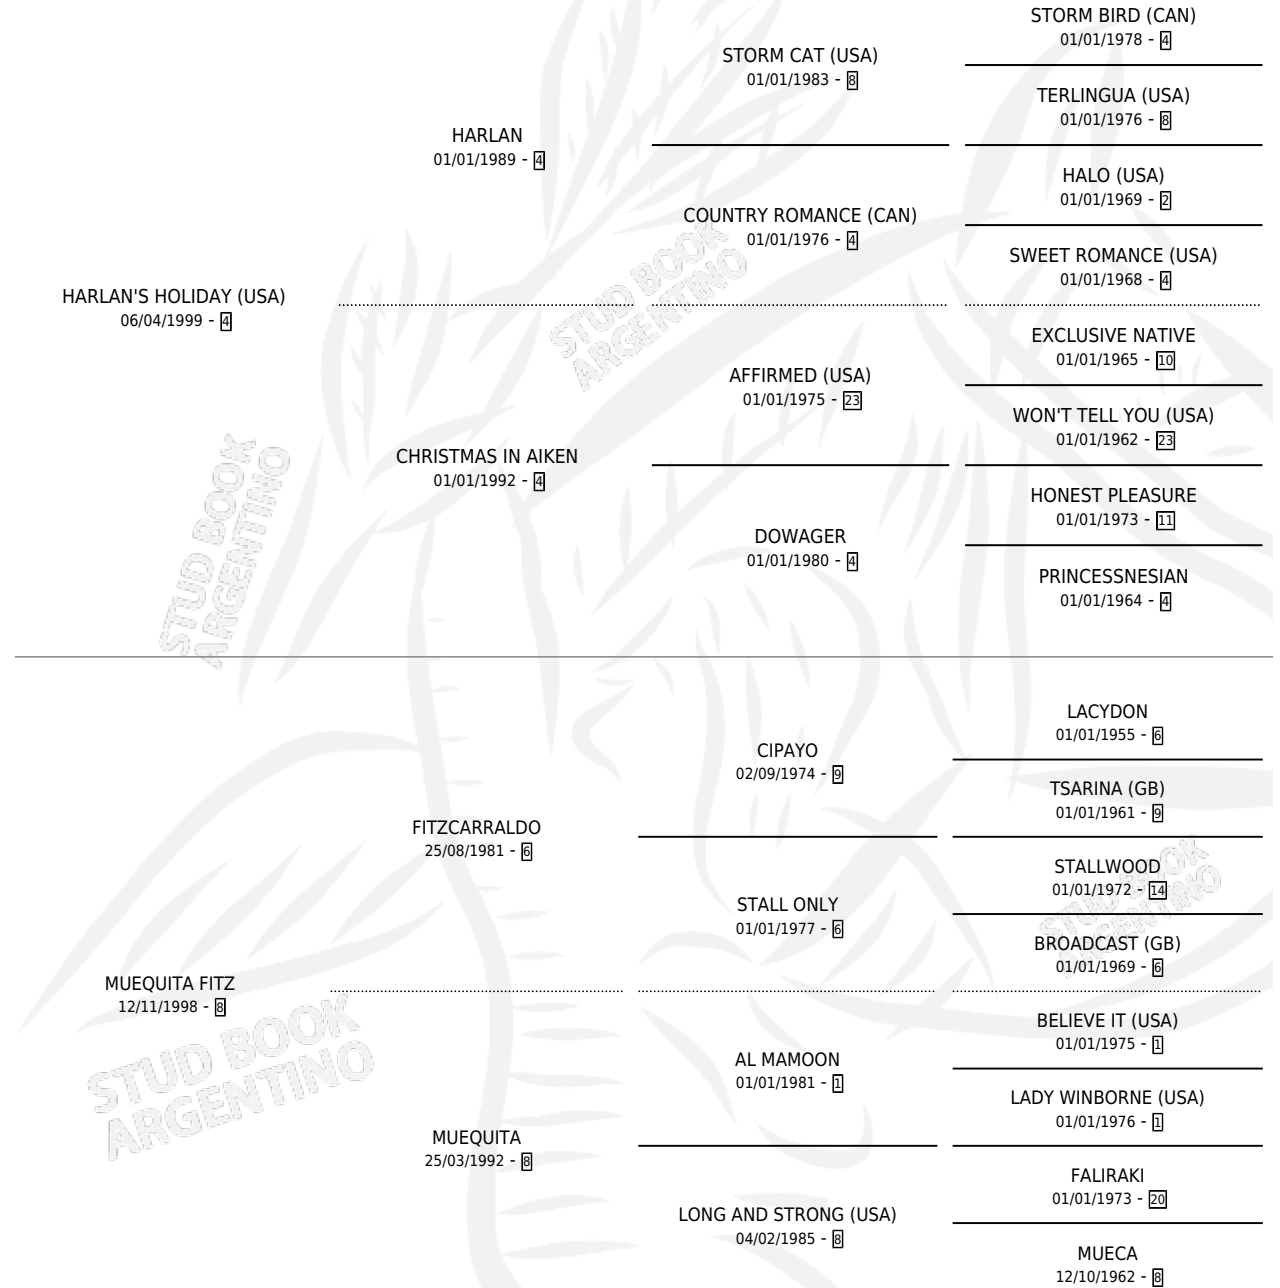 STORM BIRD (CAN)
01/01/1978 - 4
STORM CAT (USA)
01/01/1983 - 8
TERLINGUA (USA)
01/01/1976 - 8
HARLAN
01/01/1989 - 4
HALO (USA)
01/01/1969 - 2
COUNTRY ROMANCE (CAN)
01/01/1976 - 4
SWEET ROMANCE (USA)
01/01/1968 - 4
HARLAN'S HOLIDAY (USA)
06/04/1999 - 4
EXCLUSIVE NATIVE
01/01/1965 - 10
AFFIRMED (USA)
01/01/1975 - 23
WON'T TELL YOU (USA)
01/01/1962 - 23
CHRISTMAS IN AIKEN
01/01/1992 - 4
HONEST PLEASURE
01/01/1973 - 11
DOWAGER
01/01/1980 - 4
PRINCESSNESIAN
01/01/1964 - 4
STUD BOOK
ARGENTINO
STUD BOOK
ARGENTINO
LACYDON
01/01/1955 - 6
CIPAYO
02/09/1974 - 9
TSARINA (GB)
01/01/1961 - 9
FITZCARRALDO
25/08/1981 - 6
STALLWOOD
01/01/1972 - 14
STALL ONLY
01/01/1977 - 6
BROADCAST (GB)
01/01/1969 - 6
STUD BOOK
ARGENTINO
MUEQUITA FITZ
12/11/1998 - 8
BELIEVE IT (USA)
01/01/1975 - 1
AL MAMOON
01/01/1981 - 1
LADY WINBORNE (USA)
01/01/1976 - 1
MUEQUITA
25/03/1992 - 8
FALIRAKI
01/01/1973 - 20
LONG AND STRONG (USA)
04/02/1985 - 8
MUECA
12/10/1962 - 8
STUD BOOK
ARGENTINO